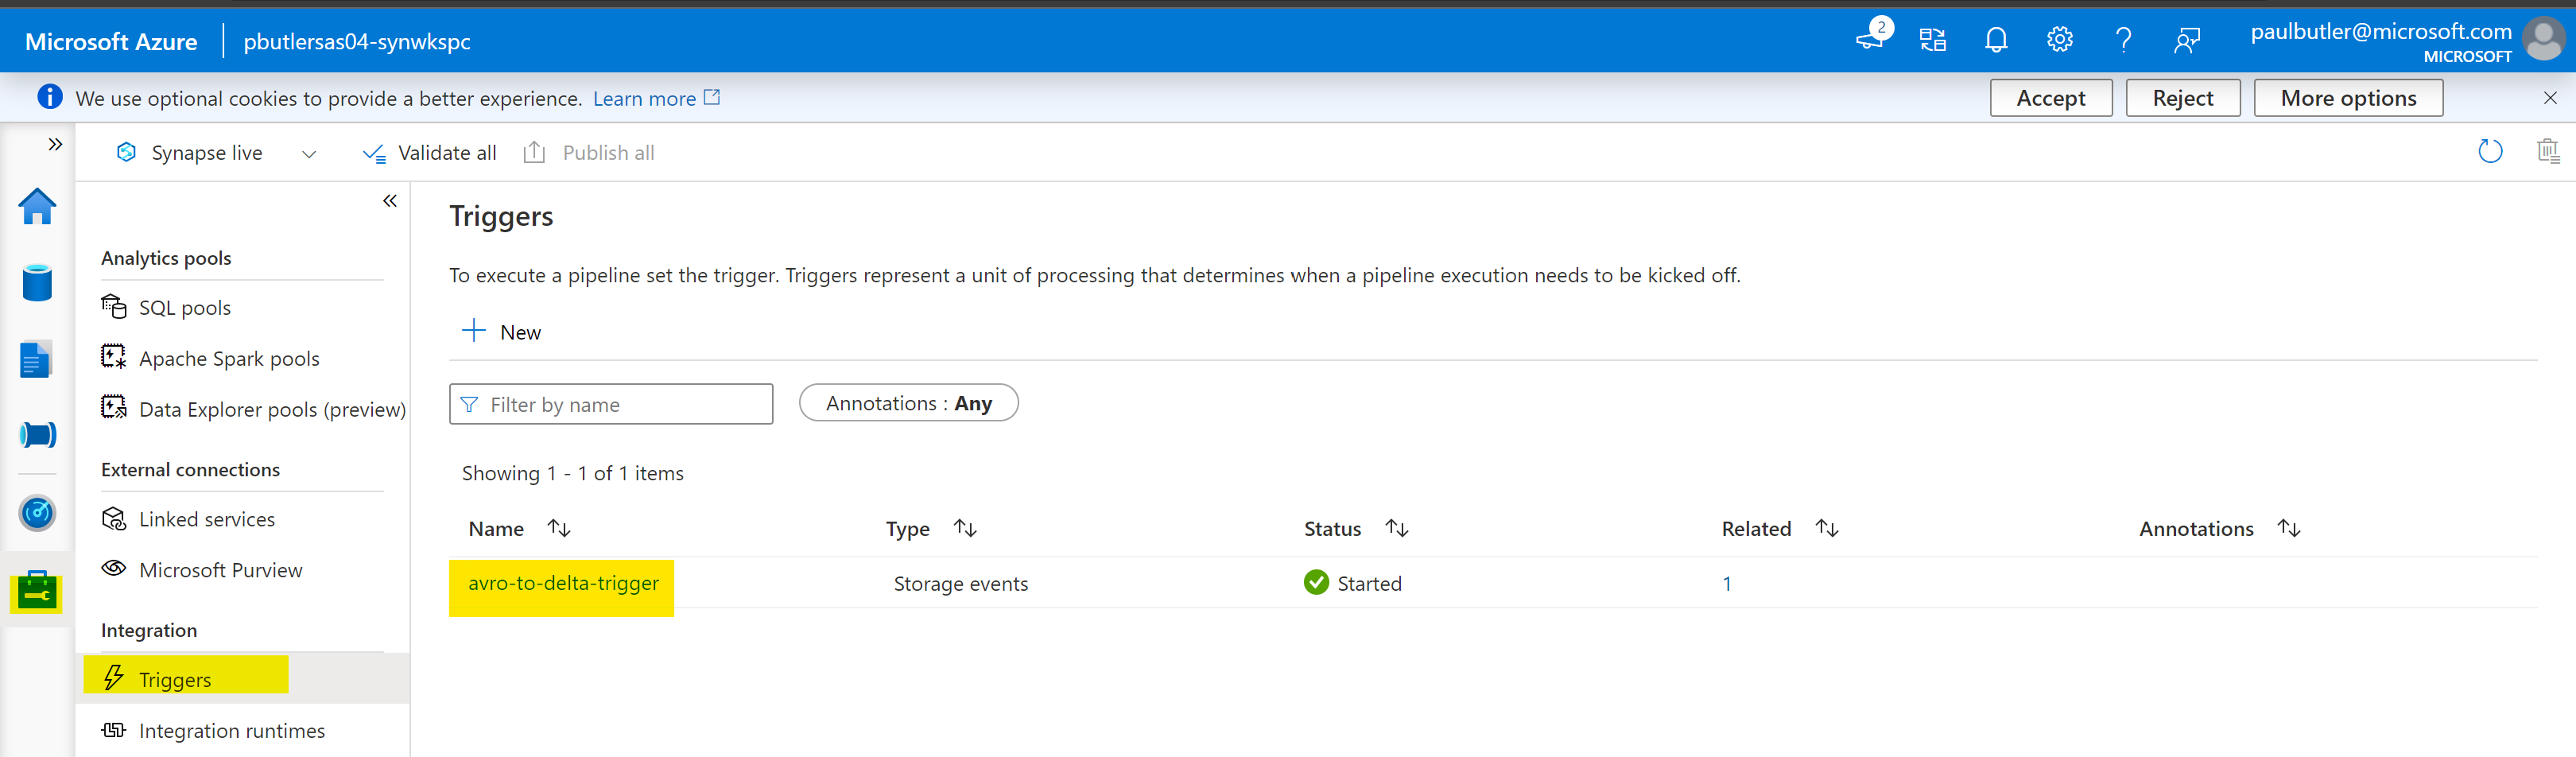 Microsoft Azure
pbutlersas04-synwkspc
2
paulbutler@microsoft.com
MICROSOFT
We use optional cookies to provide a better experience. Learn more
Accept
Reject
More options
Synapse live
Validate all
Publish all
Analytics pools
SQL pools
Apache Spark pools
Data Explorer pools (preview)
External connections
Linked services
Microsoft Purview
Integration
Triggers
Integration runtimes
Triggers
To execute a pipeline set the trigger. Triggers represent a unit of processing that determines when a pipeline execution needs to be kicked off.
New
Filter by name
Annotations : Any
Showing 1 - 1 of 1 items
Name Type Status Related Annotations
avro-to-delta-trigger Storage events Started 1